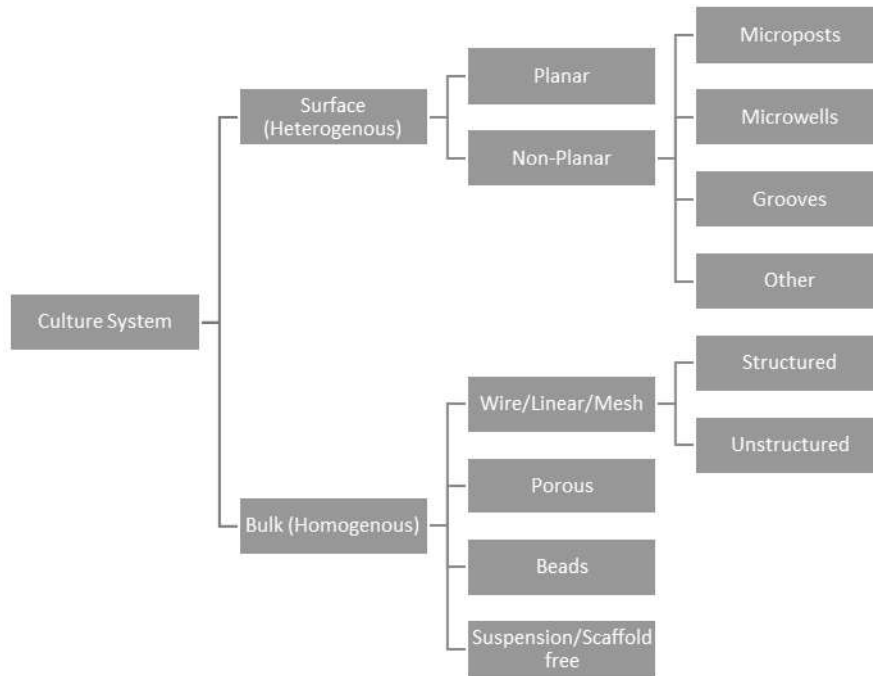 Culture System
Surface
(Heterogenous)
Planar
Non-Planar
Microposts
Microwells
Grooves
Other
Bulk (Homogenous)
Wire/Linear/Mesh
Structured
Unstructured
Porous
Beads
Suspension/Scaffold
free